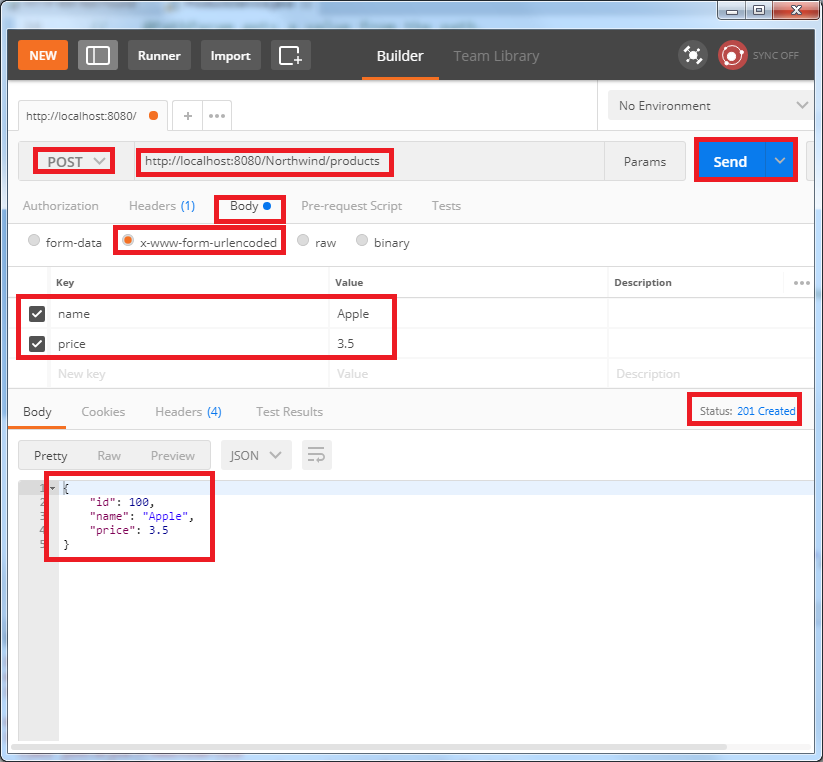 NEW Runner Import Builder Team Library SYNC OFF
http://localhost:8080/ + ••• No Environment
POST http://localhost:8080/Northwind/products Params Send
Authorization Headers (1) Body Pre-request Script Tests
form-data x-www-form-urlencoded raw binary
Key Value Description •••
name Apple
price 3.5
New key Value Description
Body Cookies Headers (4) Test Results Status: 201 Created
Pretty Raw Preview JSON
1 {
2 "id": 100,
3 "name": "Apple",
4 "price": 3.5
5 }